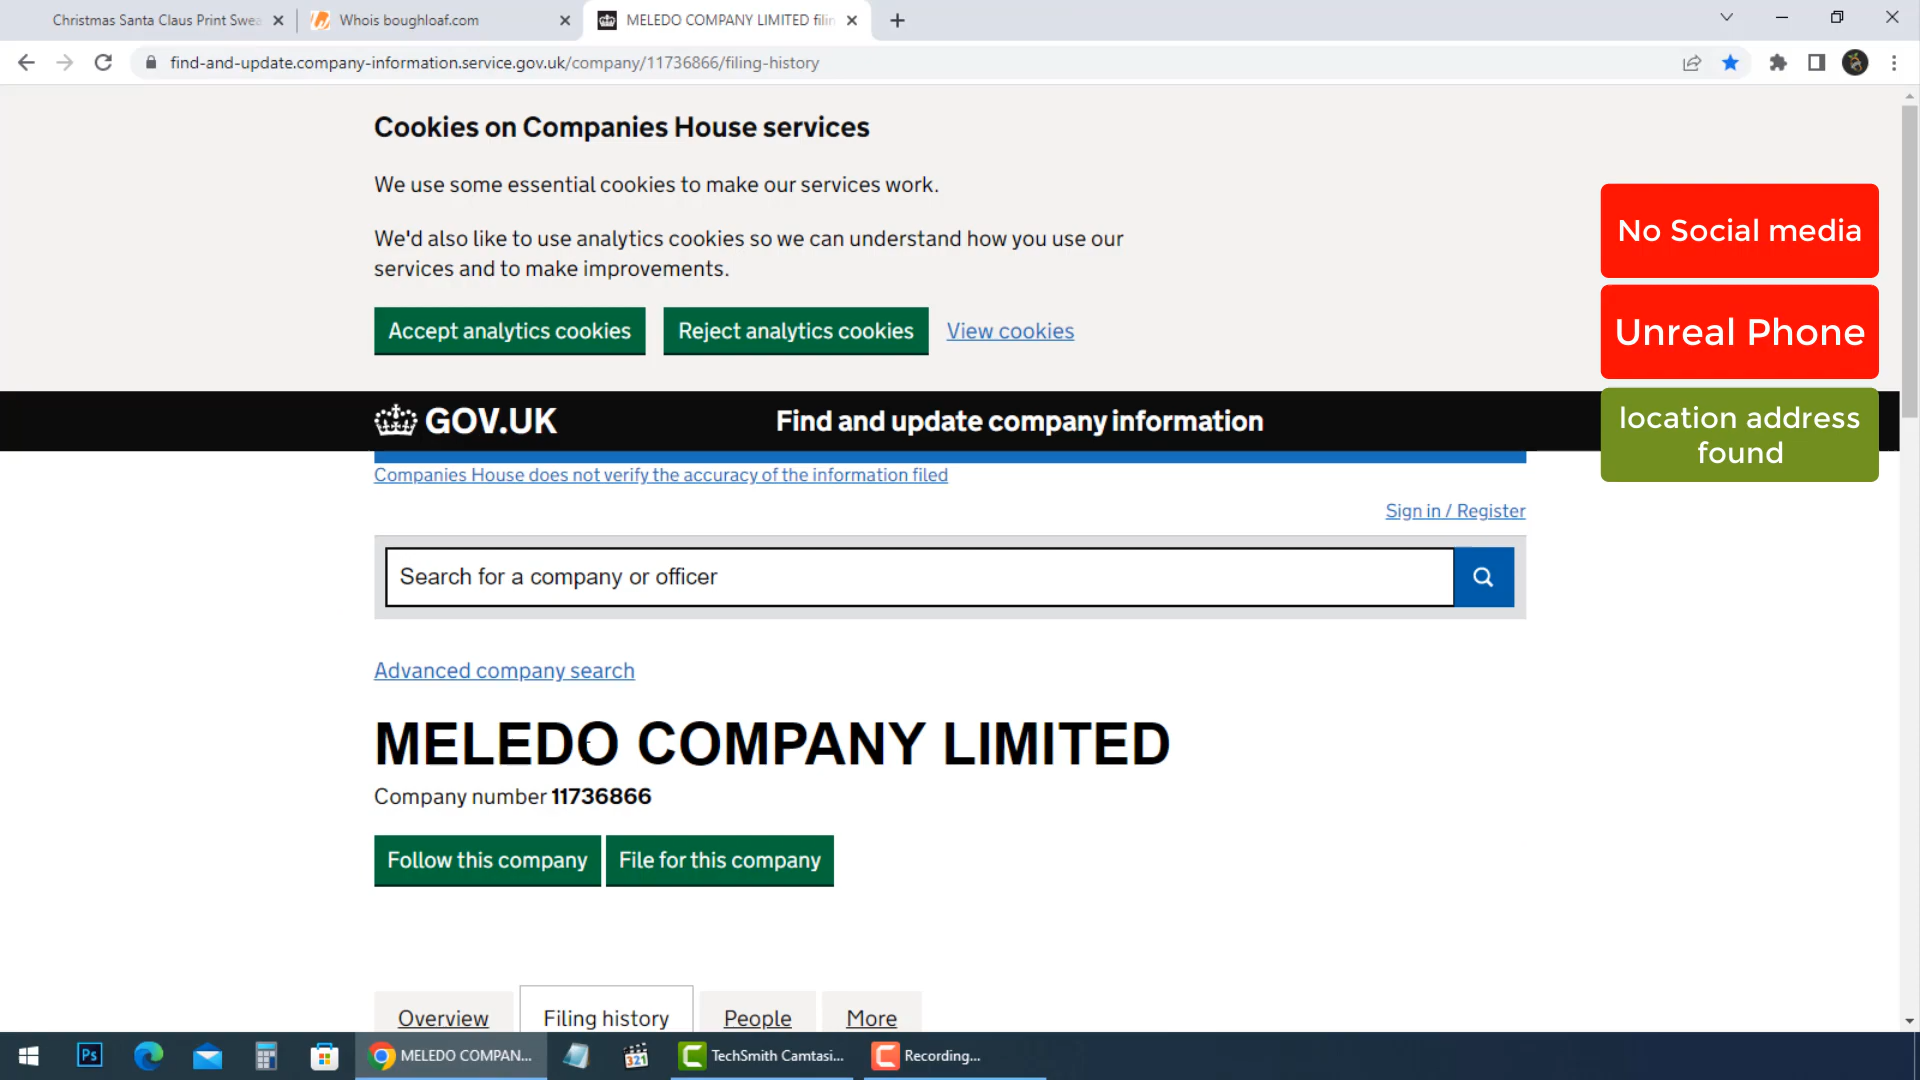 Christmas Santa Claus Print Swea
Whois boughloaf.com
MELEDO COMPANY LIMITED filin
find-and-update.company-information.service.gov.uk/company/11736866/filing-history
Cookies on Companies House services
We use some essential cookies to make our services work.
We'd also like to use analytics cookies so we can understand how you use our
services and to make improvements.
Accept analytics cookies
Reject analytics cookies
View cookies
No Social media
Unreal Phone
location address
found
GOV.UK
Find and update company information
Companies House does not verify the accuracy of the information filed
Sign in / Register
Search for a company or officer
Advanced company search
MELEDO COMPANY LIMITED
Company number 11736866
Follow this company
File for this company
Overview
Filing history
People
More
Ps
MELEDO COMPAN...
321
TechSmith Camtasi...
Recording...